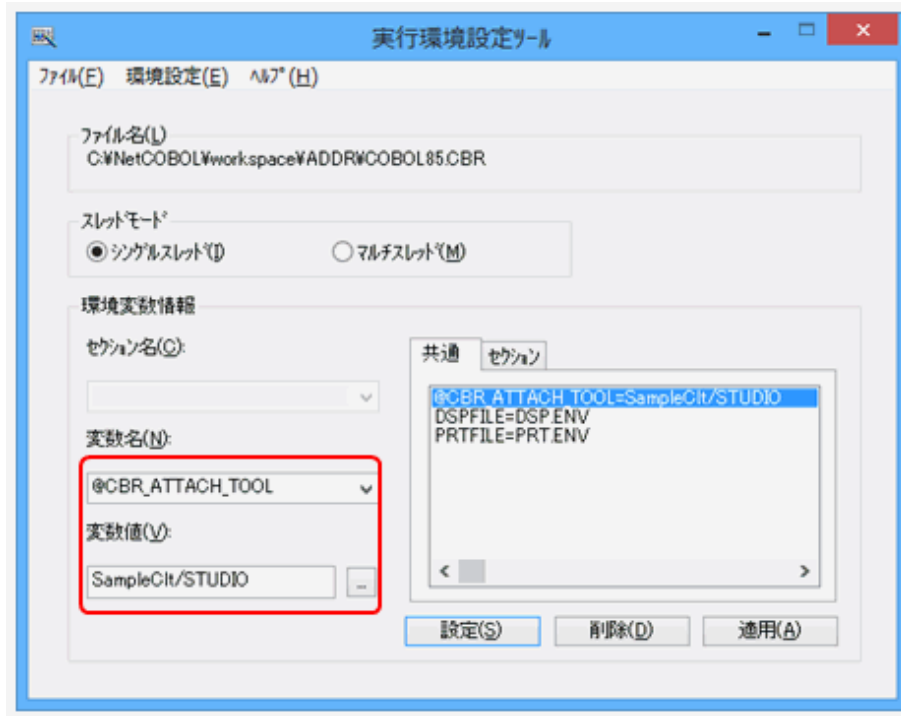 実行環境設定ﾂｰﾙ
ﾌｧｲﾙ(F) 環境設定(E) ﾍﾙﾌﾟ(H)
ﾌｧｲﾙ名(L)
C:¥NetCOBOL¥workspace¥ADDR¥COBOL85.CBR
ｽﾚｯﾄﾞﾓｰﾄﾞ
ｼﾝｸﾞﾙｽﾚｯﾄﾞ(I) ﾏﾙﾁｽﾚｯﾄﾞ(M)
環境変数情報
ｾｸｼｮﾝ名(C):
共通 ｾｸｼｮﾝ
@CBR_ATTACH_TOOL=SampleClt/STUDIO
DSPFILE=DSP.ENV
PRTFILE=PRT.ENV
変数名(N):
@CBR_ATTACH_TOOL
変数値(V):
SampleClt/STUDIO ...
設定(S) 削除(D) 適用(A)